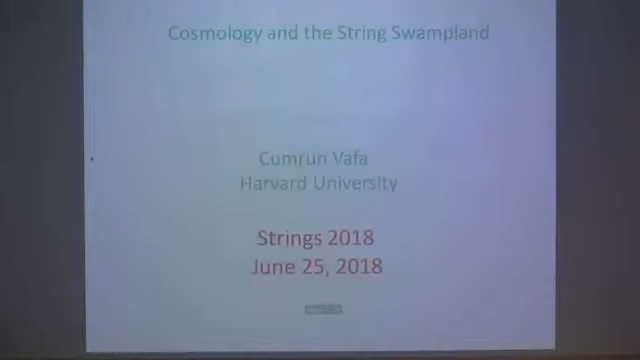 Cosmology and the String Swampland
Cumrun Vafa
Harvard University
Strings 2018
June 25, 2018